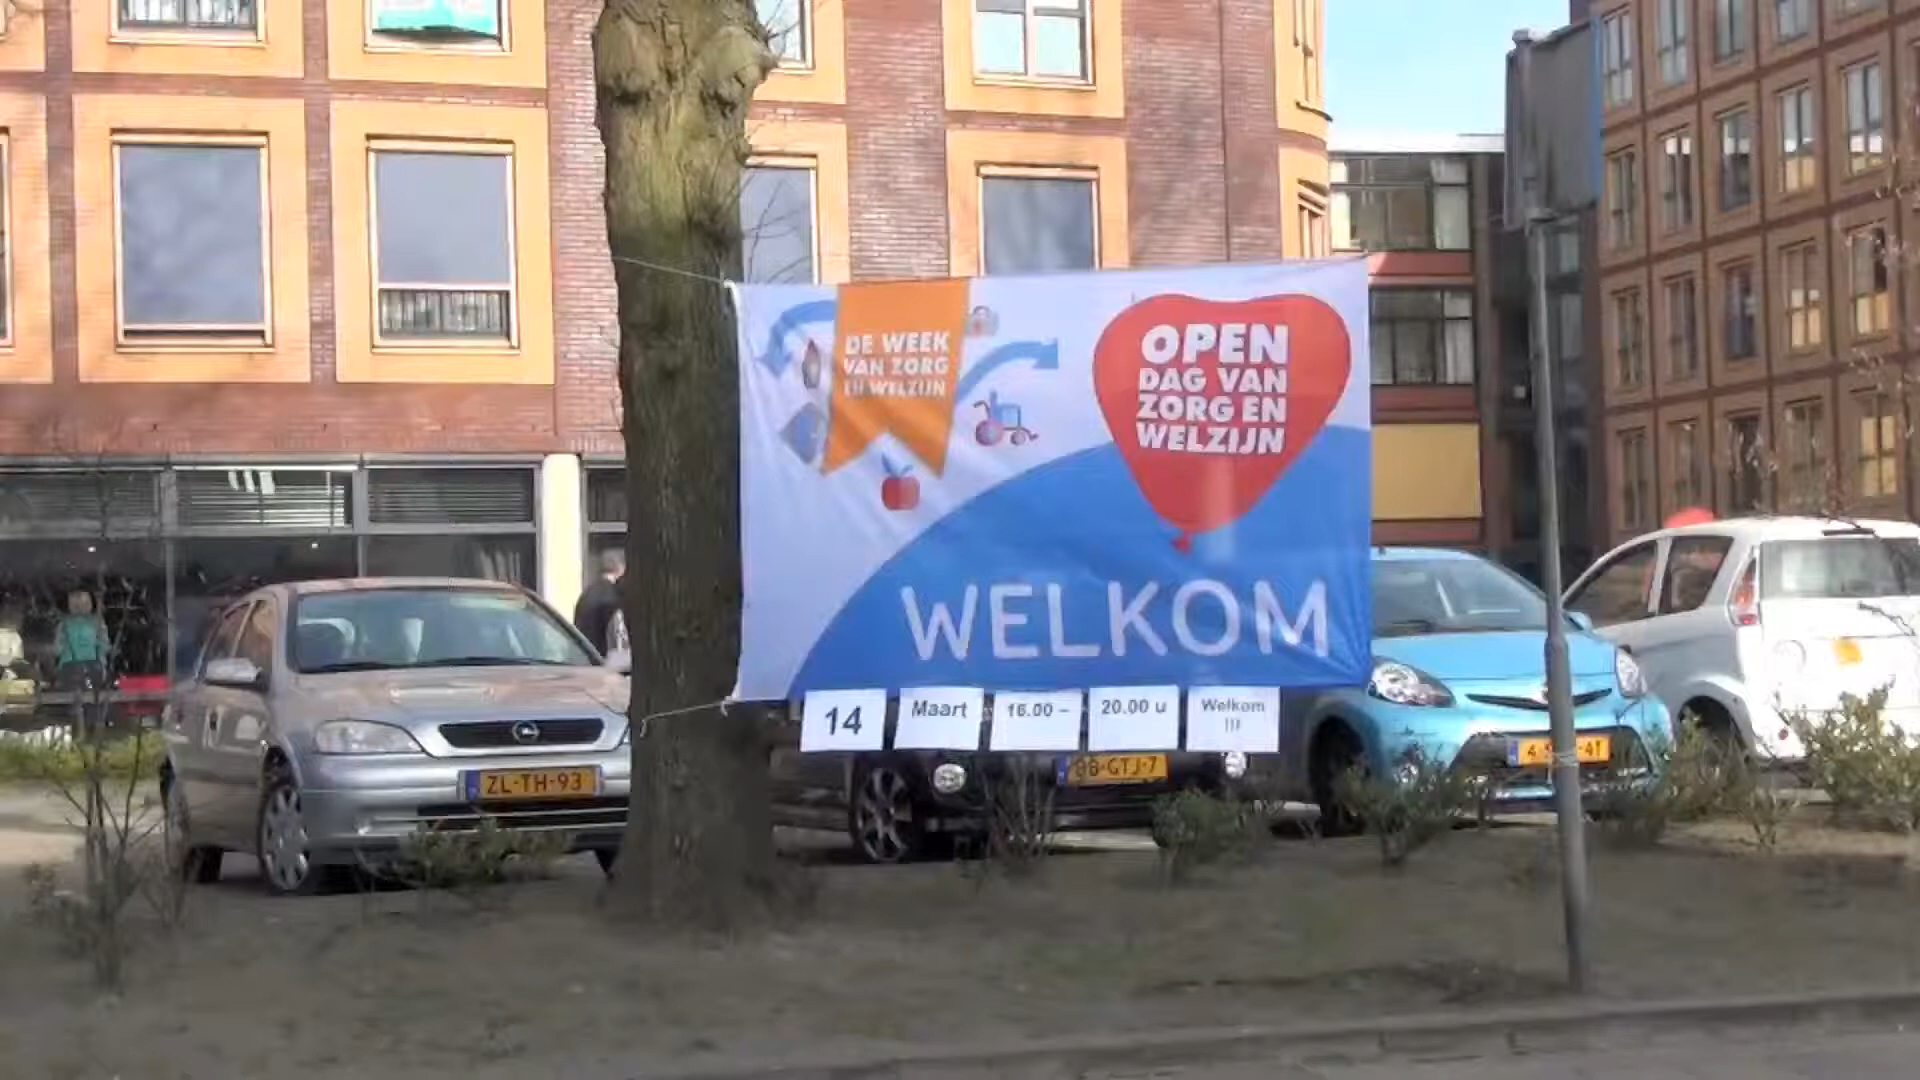 DE WEEK
VAN ZORG
EN WELZIJN
OPEN
DAG VAN
ZORG EN
WELZIJN
WELKOM
14 Maart 16.00 – 20.00 u Welkom
!!!
ZL-TH-93
88-GTJ-7